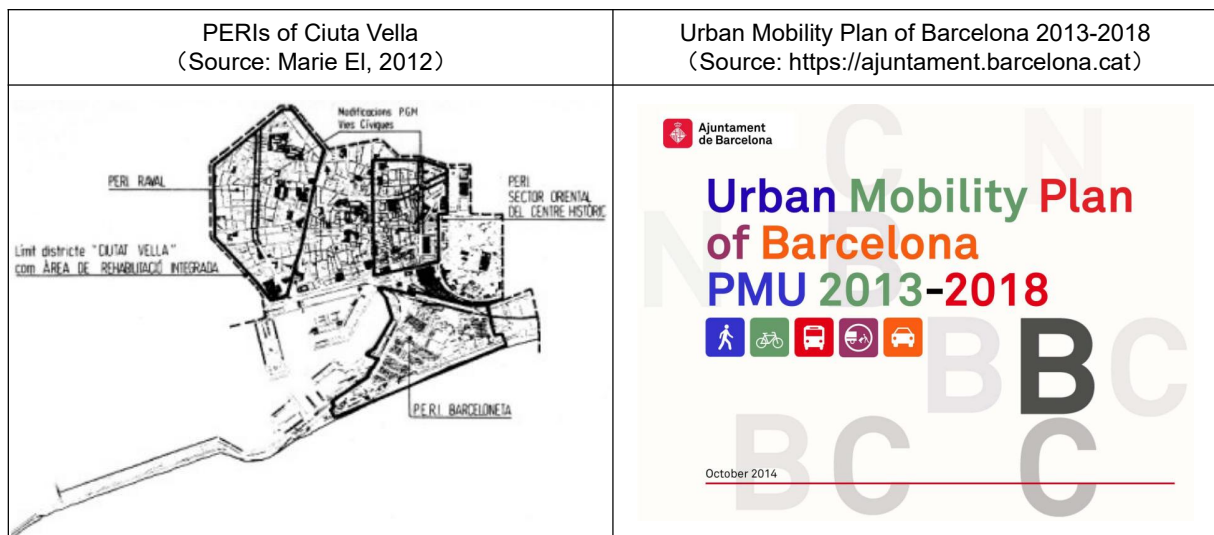 PERIs of Ciuta Vella
(Source: Marie El, 2012)
Urban Mobility Plan of Barcelona 2013-2018
(Source: https://ajuntament.barcelona.cat)
Modificacions P.G.M
Vies Cíviques
PERI RAVAL
PERI
SECTOR ORIENTAL
DEL CENTRE HISTÒRIC
Límit districte "CIUTAT VELLA"
com ÀREA DE REHABILITACIÓ INTEGRADA
P.E.R.I. BARCELONETA
Ajuntament
de Barcelona
Urban Mobility Plan
of Barcelona
PMU 2013-2018
C N
N B
B B C
B C C
October 2014